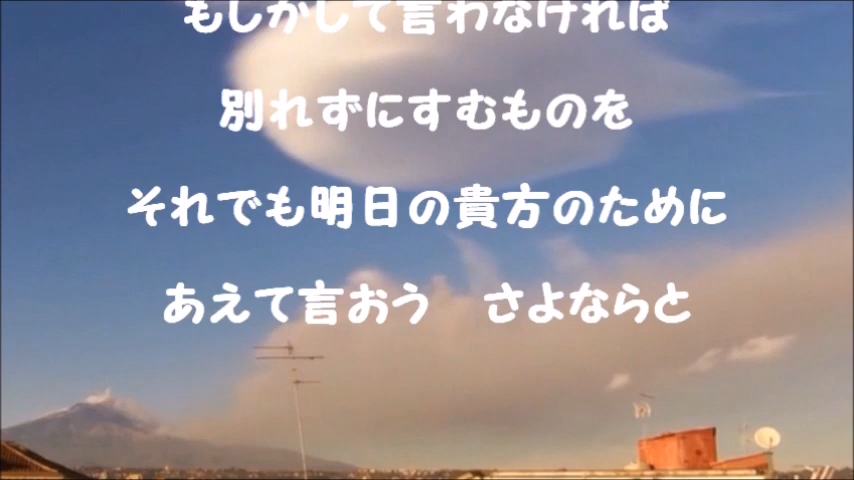 もしかして言わなければ
別れずにすむものを
それでも明日の貴方のために
あえて言おう　さよならと